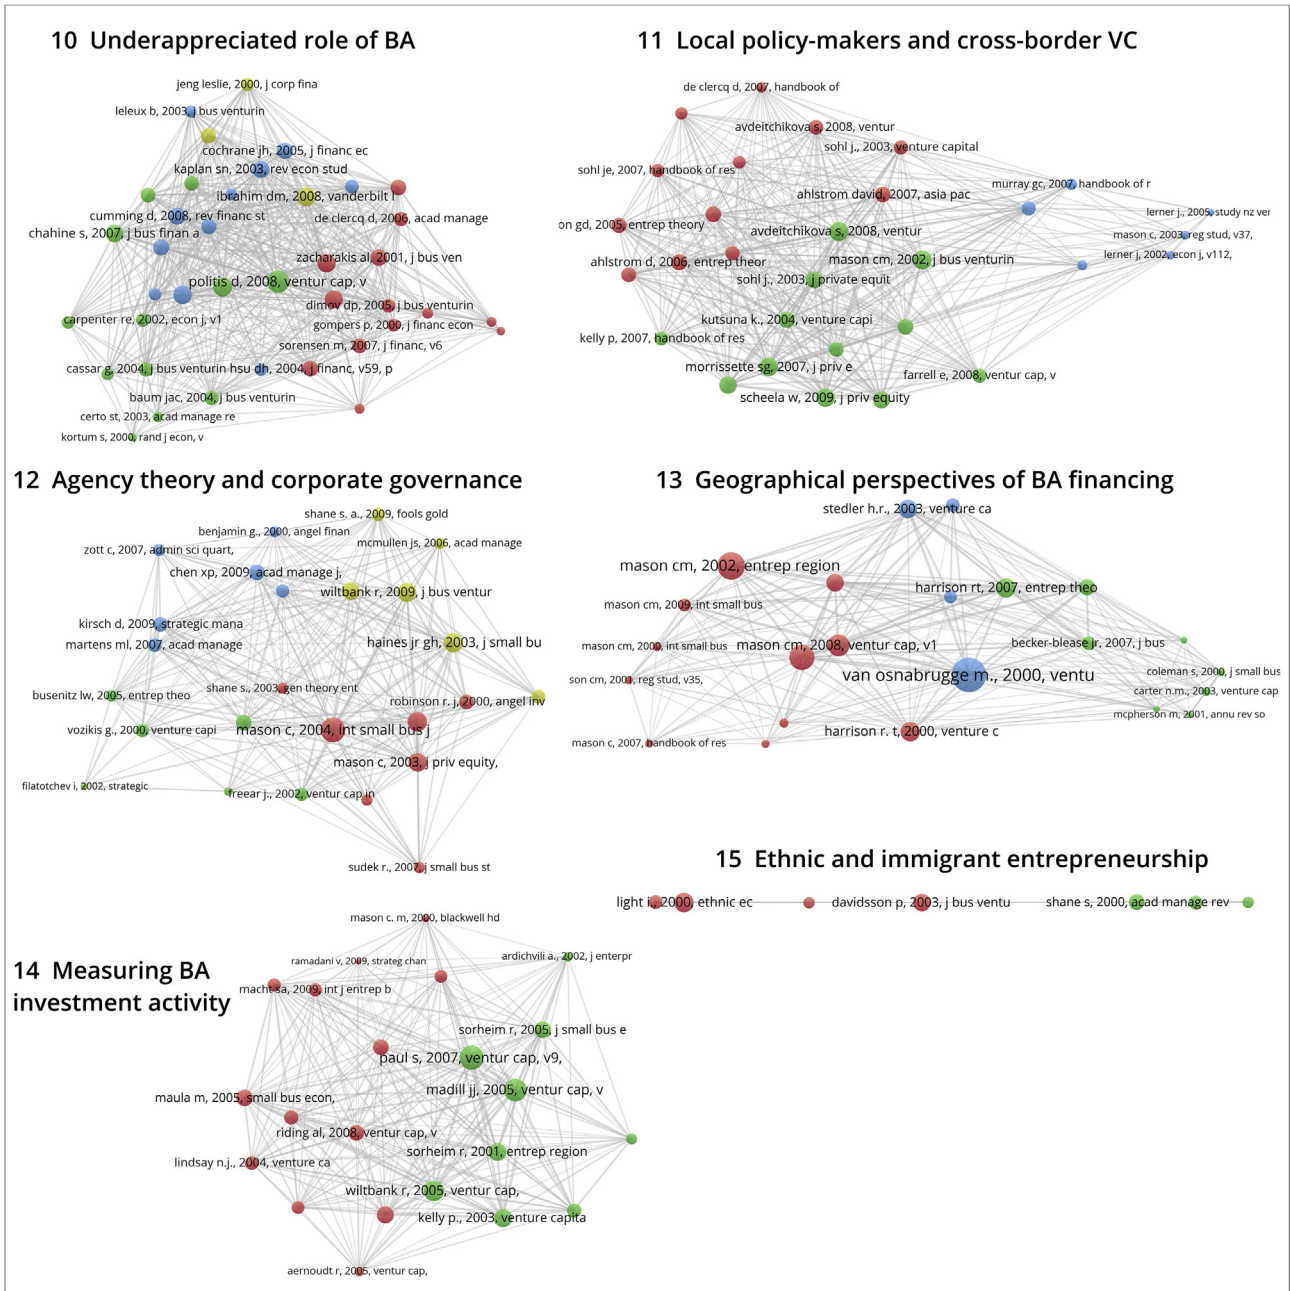 10 Underappreciated role of BA
jeng leslie, 2000, j corp fina
leleux b, 2003, j bus venturin
cochrane jh, 2005, j financ ec
kaplan sn, 2003, rev econ stud
ibrahim dm, 2008, vanderbilt l
cumming d, 2008, rev financ st
de clercq d, 2006, acad manage
chahine s, 2007, j bus finan a
zacharakis al, 2001, j bus ven
politis d, 2008, ventur cap, v
dimov dp, 2005, j bus venturin
carpenter re, 2002, econ j, v1
gompers p, 2000, j financ econ
sorensen m, 2007, j financ, v6
cassar g, 2004, j bus venturin
hsu dh, 2004, j financ, v59, p
baum jac, 2004, j bus venturin
certo st, 2003, acad manage re
kortum s, 2000, rand j econ, v
11 Local policy-makers and cross-border VC
de clercq d, 2007, handbook of
avdeitchikova s, 2008, ventur
sohl j., 2003, venture capital
sohl je, 2007, handbook of res
murray gc, 2007, handbook of r
ahlstrom david, 2007, asia pac
lerner j., 2005, study nz ver
on gd, 2005, entrep theory
avdeitchikova s, 2008, ventur
mason c, 2003, reg stud, v37,
lerner j, 2002, econ j, v112,
ahlstrom d, 2006, entrep theor
mason cm, 2002, j bus venturin
sohl j., 2003, j private equit
kutsuna k., 2004, venture capi
kelly p, 2007, handbook of res
morrissette sg, 2007, j priv e
farrell e, 2008, ventur cap, v
scheela w, 2009, j priv equity
12 Agency theory and corporate governance
shane s. a., 2009, fools gold
benjamin g., 2000, angel finan
mcmullen js, 2006, acad manage
zott c, 2007, admin sci quart,
chen xp, 2009, acad manage j,
wiltbank r, 2009, j bus ventur
kirsch d, 2009, strategic mana
martens ml, 2007, acad manage
haines jr gh, 2003, j small bu
shane s., 2003, gen theory ent
busenitz lw, 2005, entrep theo
robinson r. j, 2000, angel inv
vozikis g., 2000, venture capi
mason c, 2004, int small bus j
mason c, 2003, j priv equity,
filatotchev i, 2002, strategic
freear j., 2002, ventur cap in
sudek r., 2007, j small bus st
13 Geographical perspectives of BA financing
stedler h.r., 2003, venture ca
mason cm, 2002, entrep region
harrison rt, 2007, entrep theo
mason cm, 2009, int small bus
mason cm, 2000, int small bus
mason cm, 2008, ventur cap, v1
becker-blease jr, 2007, j bus
son cm, 2001, reg stud, v35,
van osnabrugge m., 2000, ventu
coleman s, 2000, j small bus
carter n.m., 2003, venture cap
mcpherson m, 2001, annu rev so
harrison r. t, 2000, venture c
mason c, 2007, handbook of res
15 Ethnic and immigrant entrepreneurship
light i., 2000, ethnic ec
davidsson p, 2003, j bus ventu
shane s, 2000, acad manage rev
14 Measuring BA
investment activity
mason c. m, 2000, blackwell hd
ramadani v, 2009, strateg chan
ardichvili a., 2002, j enterpr
macht sa, 2009, int j entrep b
sorheim r, 2005, j small bus e
paul s, 2007, ventur cap, v9,
madill jj, 2005, ventur cap, v
maula m, 2005, small bus econ,
riding al, 2008, ventur cap, v
sorheim r, 2001, entrep region
lindsay n.j., 2004, venture ca
wiltbank r, 2005, ventur cap,
kelly p., 2003, venture capita
aernoudt r, 2005, ventur cap,